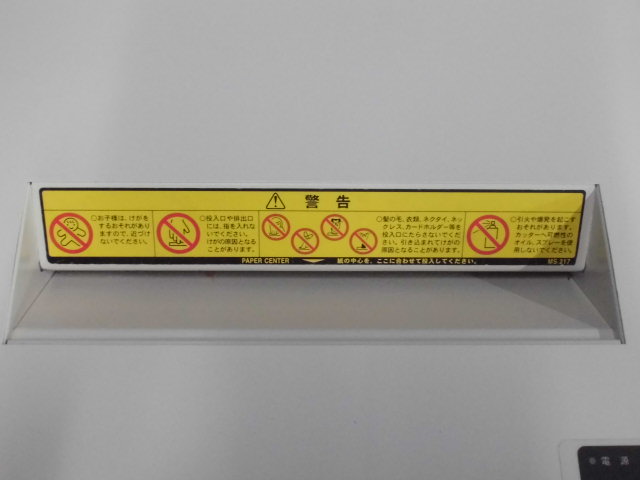 警告
○お子様は、けがを
するおそれがあり
ますので、近づけ
ないでください。
○投入口や排出口
には、指を入れな
いでください。
けがの原因となる
ことがあります。
○髪の毛、衣類、ネクタイ、ネッ
クレス、カードホルダー等を
投入口にたらさないでくだ
さい。引き込まれてけがの
原因となることがあります。
○引火や爆発を起こす
おそれがあります。
カッターへ可燃性の
オイル、スプレーを使
用しないでください。
PAPER CENTER 紙の中心を、ここに合わせて投入してください。 MS 217
電源